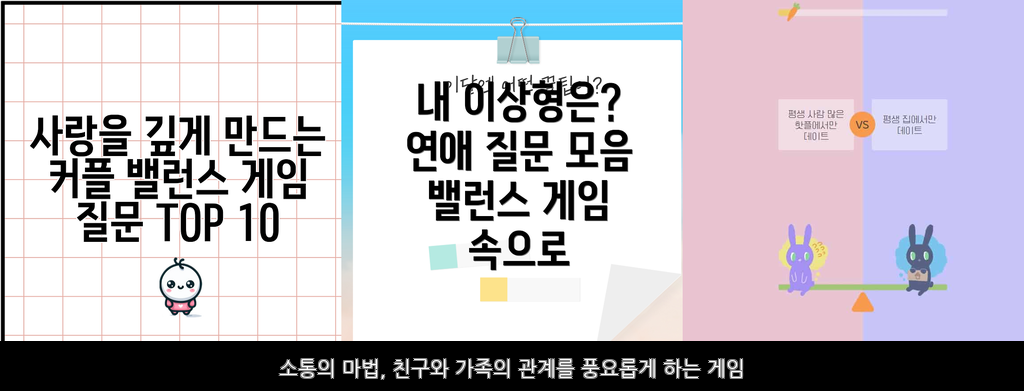 사랑을 깊게 만드는
커플 밸런스 게임
질문 TOP 10
내 이상형은?
연애 질문 모음
밸런스 게임
속으로
평생 사람 많은
핫플에서만
데이트
VS
평생 집에서만
데이트
소통의 마법, 친구와 가족의 관계를 풍요롭게 하는 게임